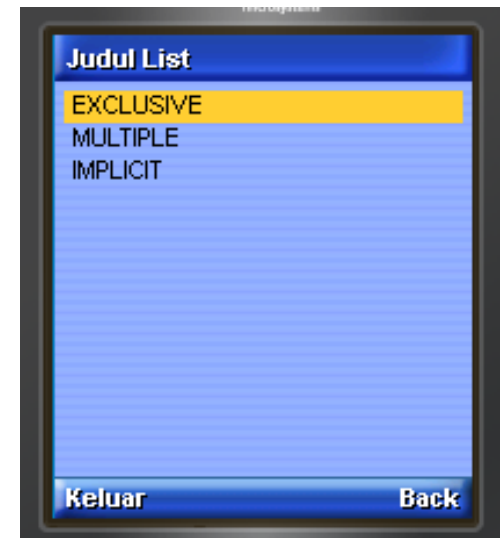 Judul List
EXCLUSIVE
MULTIPLE
IMPLICIT
Keluar Back